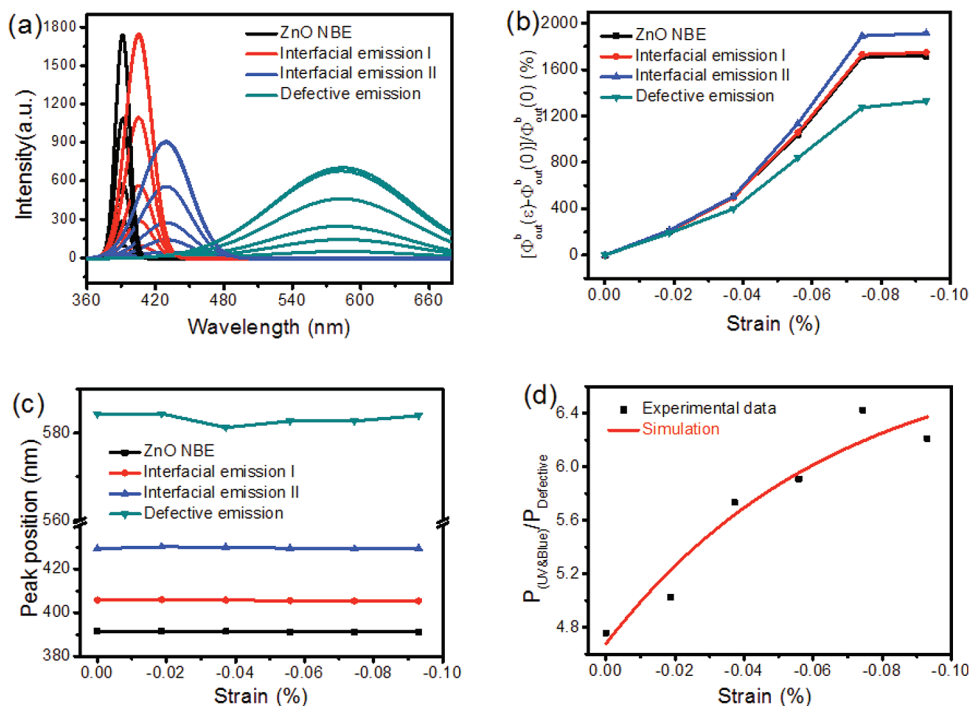 (a)
1800
1500
1200
900
600
300
0
Intensity(a.u.)
ZnO NBE
Interfacial emission I
Interfacial emission II
Defective emission
360 420 480 540 600 660
Wavelength (nm)
(b)
2000
1600
1200
800
400
0
[Φᵇout(ε)-Φᵇout(0)]/Φᵇout(0) (%)
ZnO NBE
Interfacial emission I
Interfacial emission II
Defective emission
0.00 -0.02 -0.04 -0.06 -0.08 -0.10
Strain (%)
(c)
580
560
420
400
380
Peak position (nm)
ZnO NBE
Interfacial emission I
Interfacial emission II
Defective emission
0.00 -0.02 -0.04 -0.06 -0.08 -0.10
Strain (%)
(d)
6.4
6.0
5.6
5.2
4.8
P(UV&Blue)/PDefective
Experimental data
Simulation
0.00 -0.02 -0.04 -0.06 -0.08 -0.10
Strain (%)